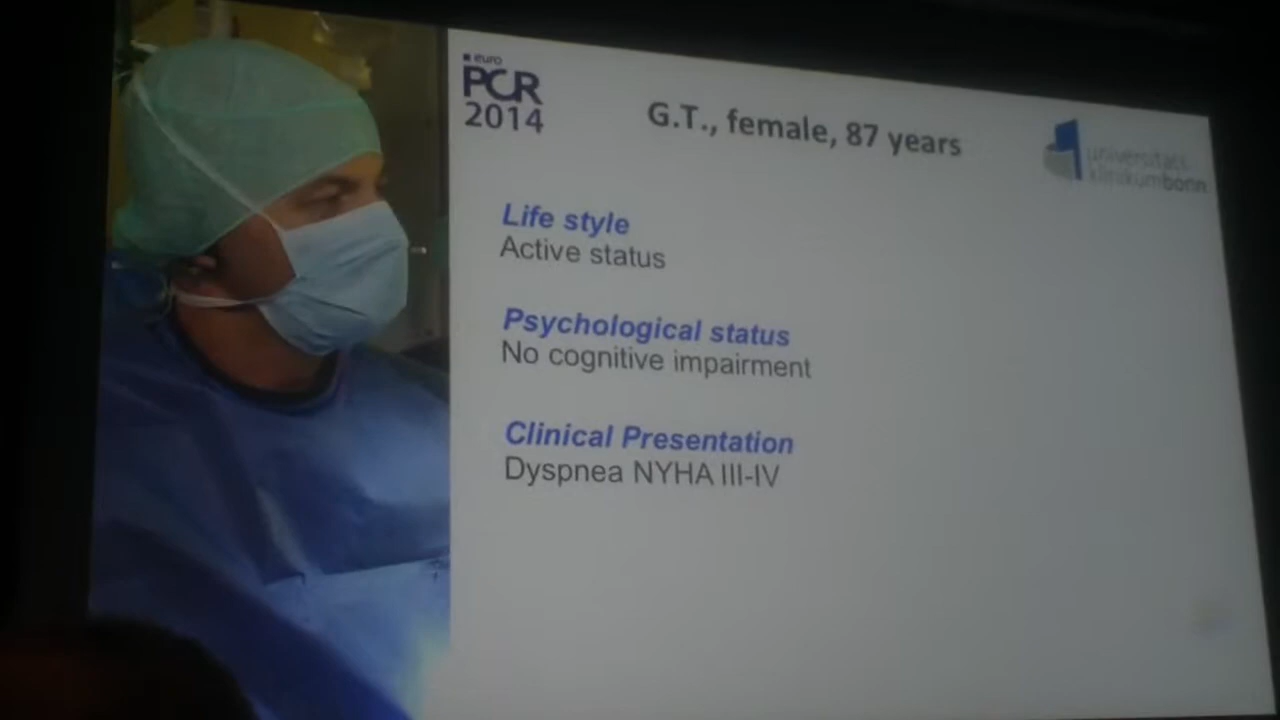 euro
PCR
2014
G.T., female, 87 years
universitäts
klinikumbonn
Life style
Active status
Psychological status
No cognitive impairment
Clinical Presentation
Dyspnea NYHA III-IV